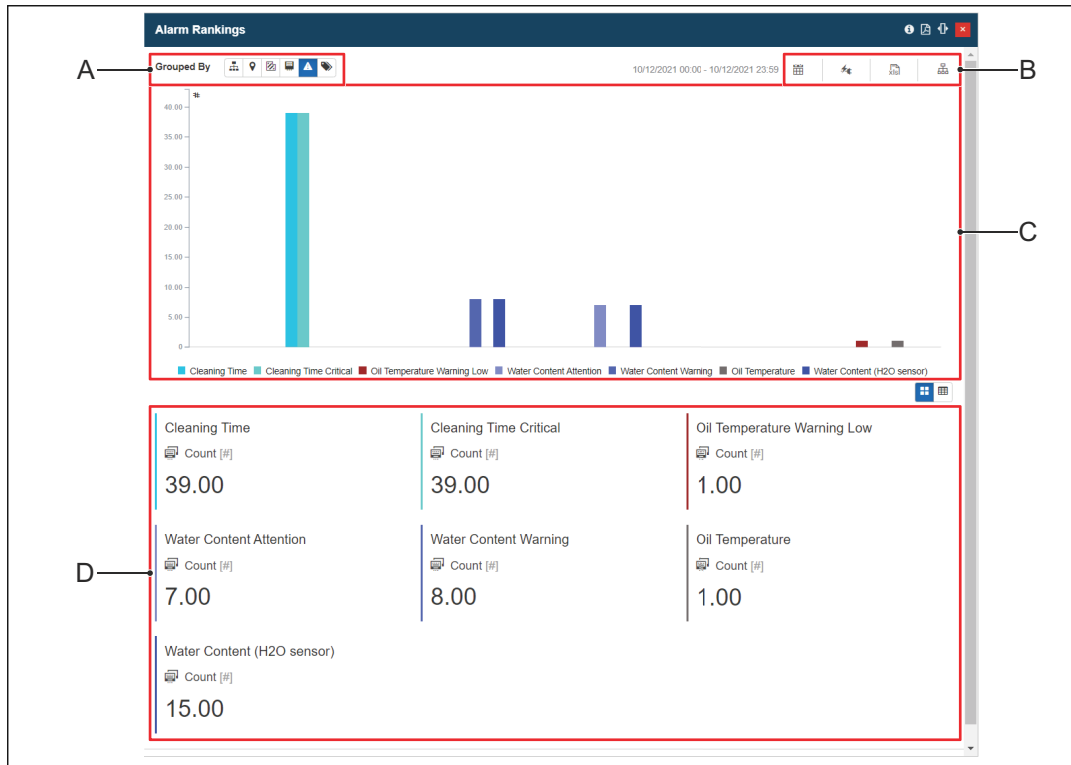 Alarm Rankings
A
Grouped By
10/12/2021 00:00 - 10/12/2021 23:59
B
#
40.00
35.00
30.00
25.00
20.00
15.00
10.00
5.00
0
C
Cleaning Time Cleaning Time Critical Oil Temperature Warning Low Water Content Attention Water Content Warning Oil Temperature Water Content (H2O sensor)
Cleaning Time Cleaning Time Critical Oil Temperature Warning Low
Count [#] Count [#] Count [#]
39.00 39.00 1.00
Water Content Attention Water Content Warning Oil Temperature
D
Count [#] Count [#] Count [#]
7.00 8.00 1.00
Water Content (H2O sensor)
Count [#]
15.00